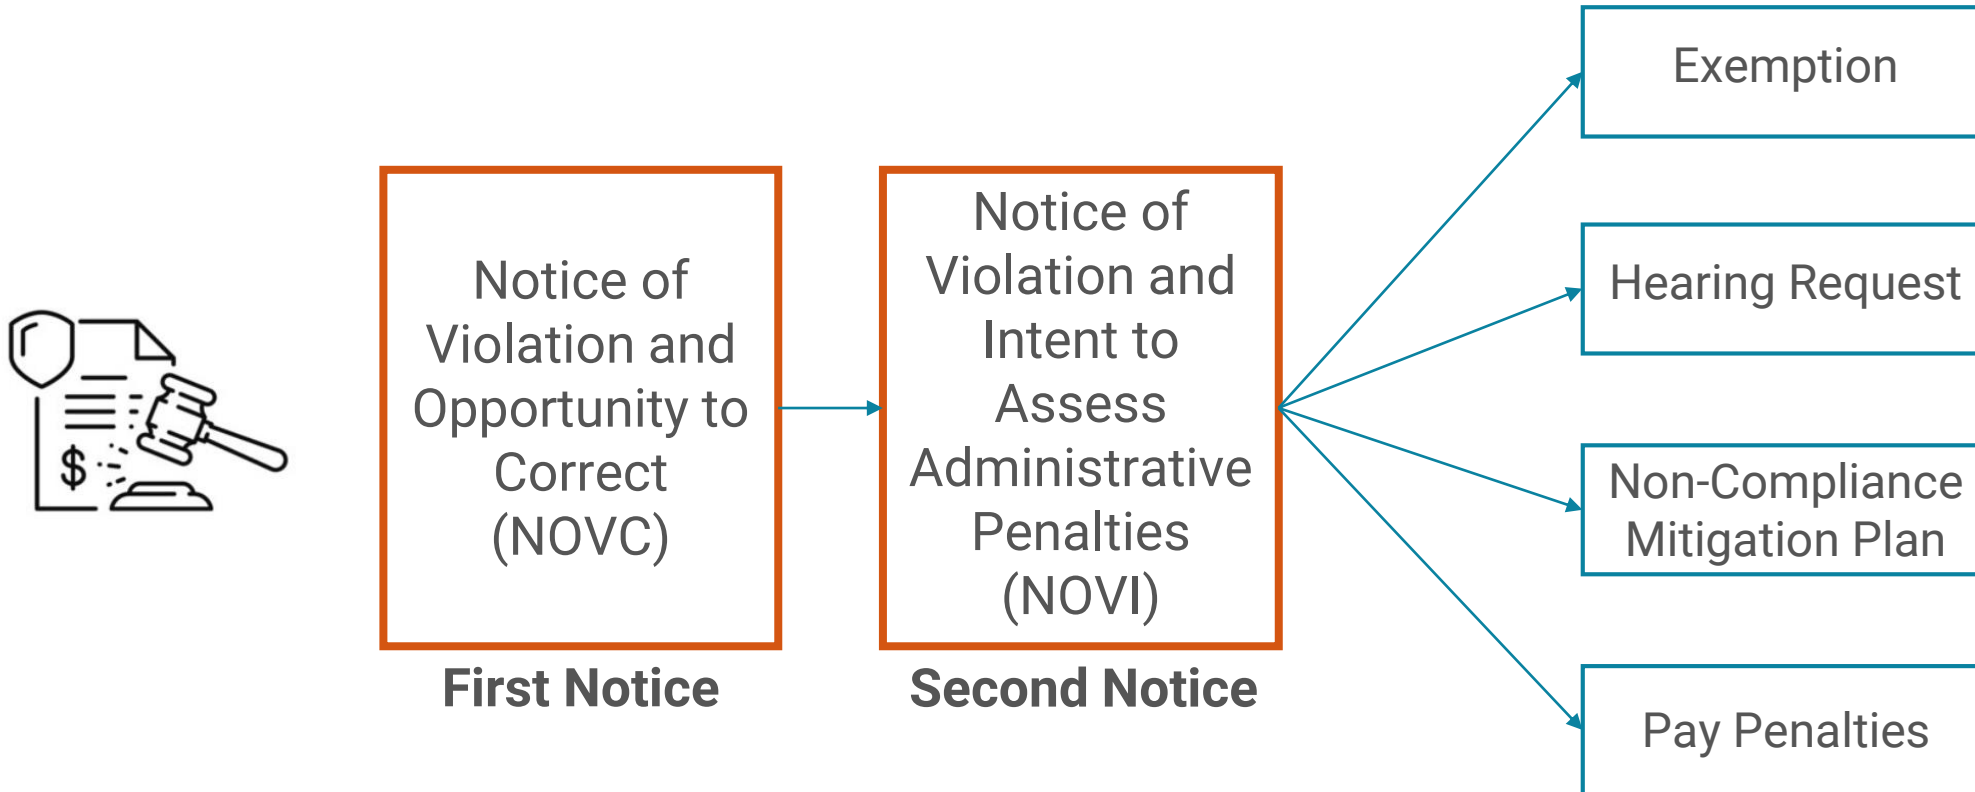 Notice of
Violation and
Opportunity to
Correct
(NOVC)
First Notice
Notice of
Violation and
Intent to
Assess
Administrative
Penalties
(NOVI)
Second Notice
Exemption
Hearing Request
Non-Compliance
Mitigation Plan
Pay Penalties
$